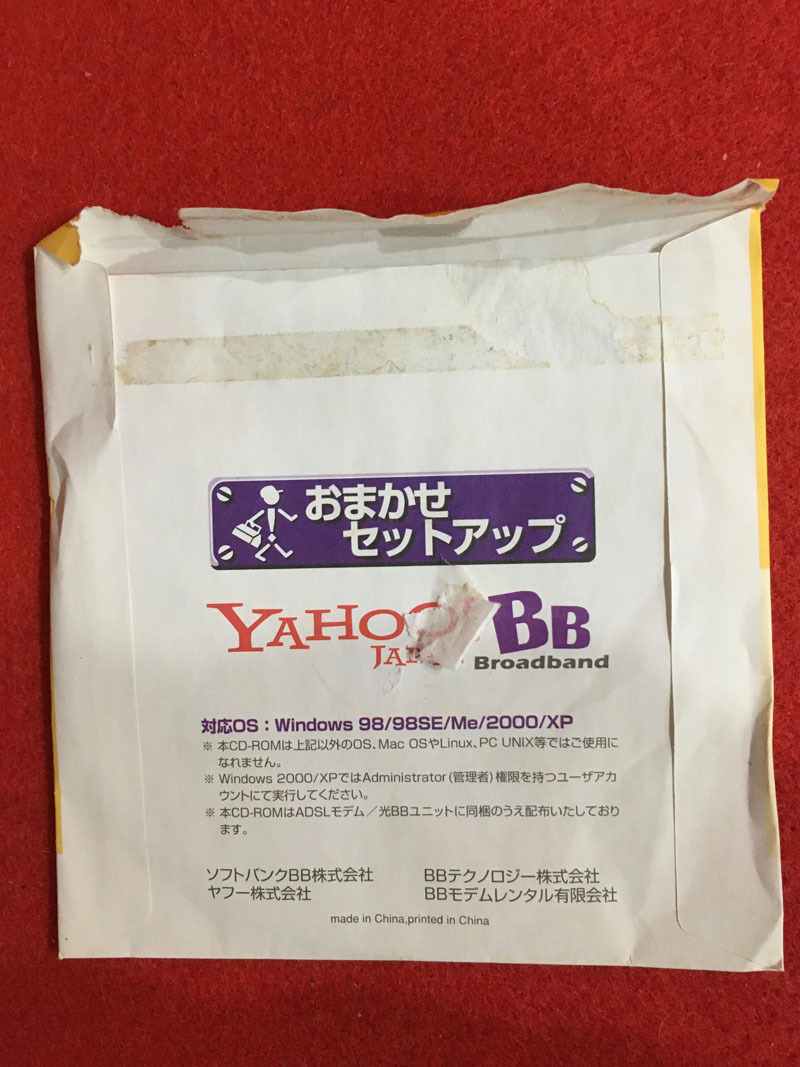 おまかせ
セットアップ
YAHOO! BB
JAPAN Broadband
対応OS：Windows 98/98SE/Me/2000/XP
※ 本CD-ROMは上記以外のOS、Mac OSやLinux、PC UNIX等ではご使用に
なれません。
※ Windows 2000/XPではAdministrator（管理者）権限を持つユーザアカ
ウントにて実行してください。
※ 本CD-ROMはADSLモデム／光BBユニットに同梱のうえ配布いたしており
ます。
ソフトバンクBB株式会社 BBテクノロジー株式会社
ヤフー株式会社 BBモデムレンタル有限会社
made in China,printed in China